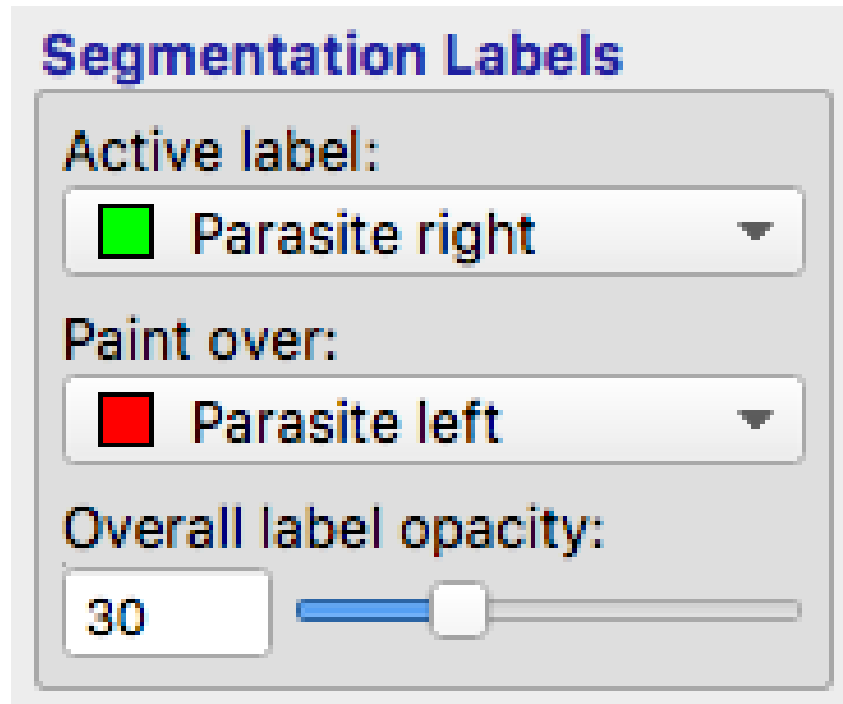 Segmentation Labels
Active label:
Parasite right
Paint over:
Parasite left
Overall label opacity:
30